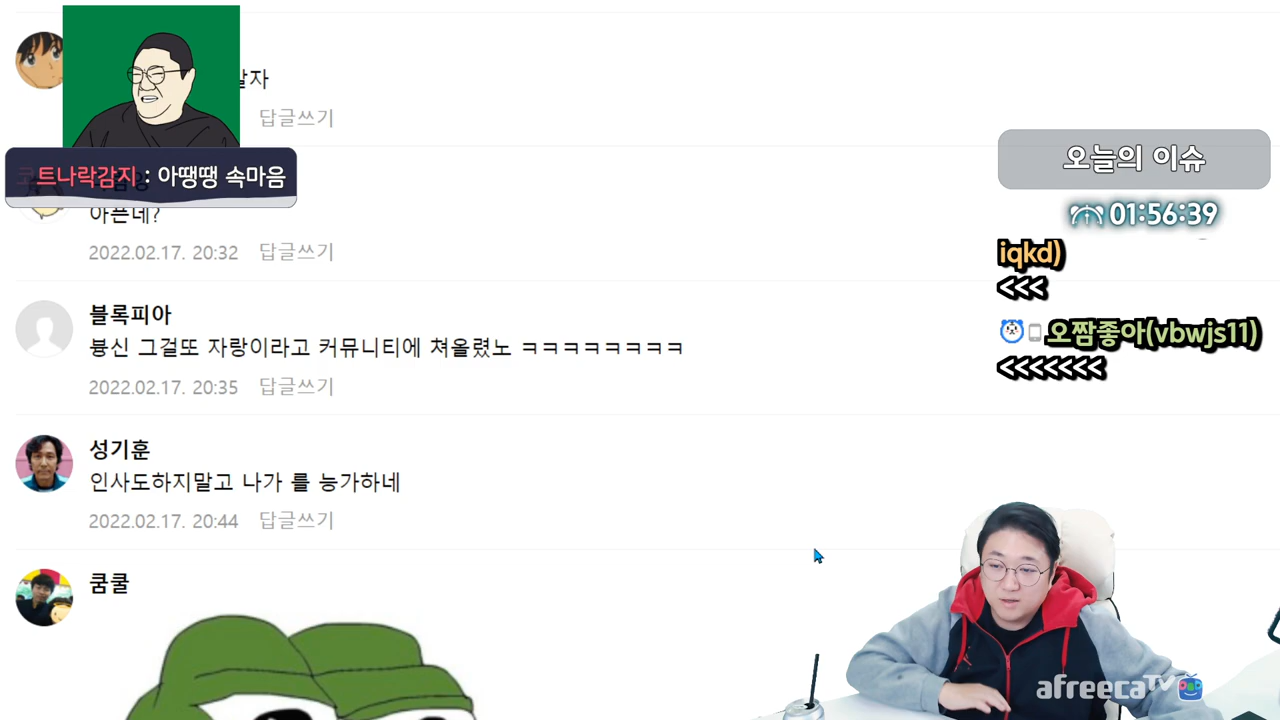 말자
답글쓰기
트나락감지 : 아땡땡 속마음
아픈네?
2022.02.17. 20:32 답글쓰기
블록피아
븅신 그걸또 자랑이라고 커뮤니티에 쳐올렸노 ㅋㅋㅋㅋㅋㅋㅋㅋ
2022.02.17. 20:35 답글쓰기
성기훈
인사도하지말고 나가 를 능가하네
2022.02.17. 20:44 답글쓰기
쿰쿨
오늘의 이슈
01:56:39
iqkd)
<<<
오짬좋아(vbwjs11)
<<<<<<<
afreecaTV